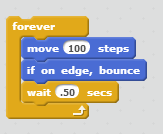 forever
move 100 steps
if on edge, bounce
wait .50 secs